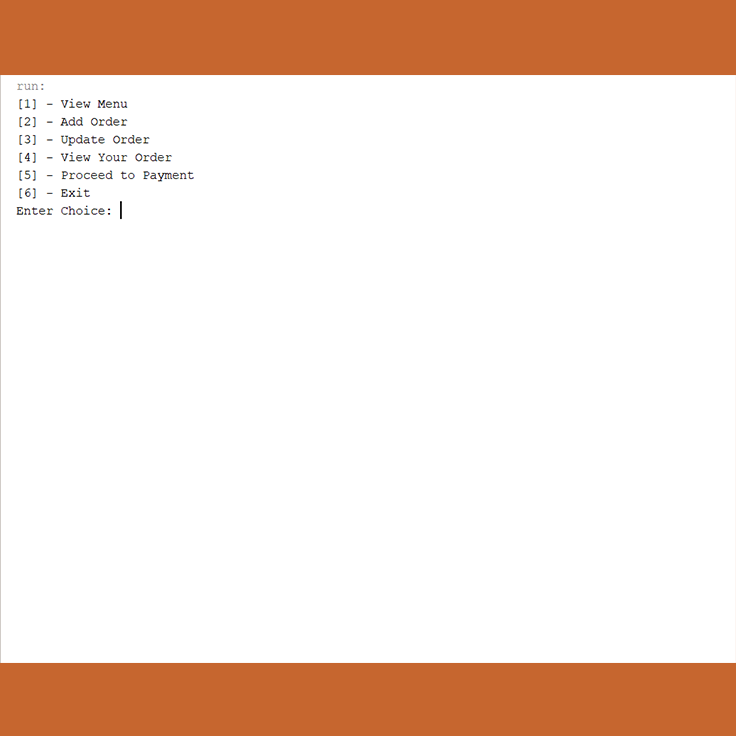 run:
[1] - View Menu
[2] - Add Order
[3] - Update Order
[4] - View Your Order
[5] - Proceed to Payment
[6] - Exit
Enter Choice: